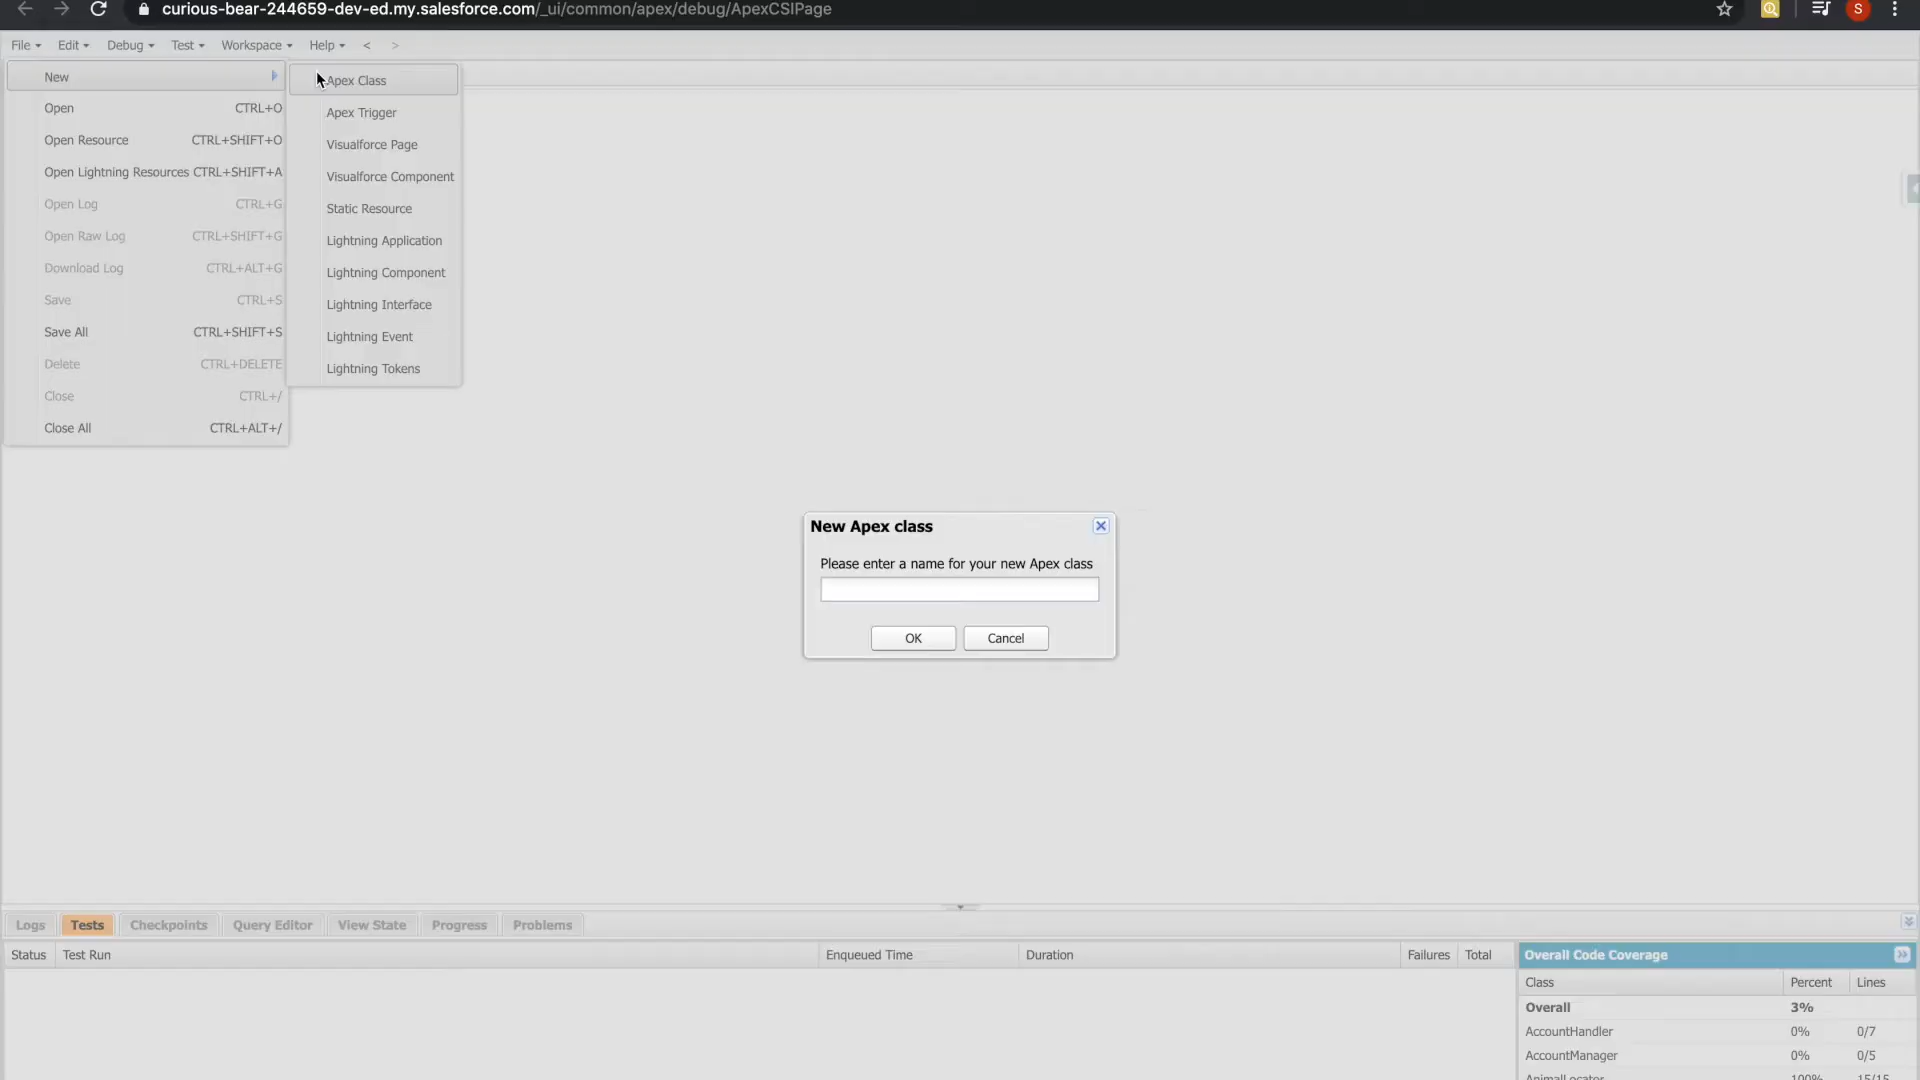 curious-bear-244659-dev-ed.my.salesforce.com/_ui/common/apex/debug/ApexCSIPage
S
File Edit Debug Test Workspace Help < >
New
Open CTRL+O
Open Resource CTRL+SHIFT+O
Open Lightning Resources CTRL+SHIFT+A
Open Log CTRL+G
Open Raw Log CTRL+SHIFT+G
Download Log CTRL+ALT+G
Save CTRL+S
Save All CTRL+SHIFT+S
Delete CTRL+DELETE
Close CTRL+/
Close All CTRL+ALT+/
Apex Class
Apex Trigger
Visualforce Page
Visualforce Component
Static Resource
Lightning Application
Lightning Component
Lightning Interface
Lightning Event
Lightning Tokens
New Apex class
Please enter a name for your new Apex class
OK Cancel
Logs Tests Checkpoints Query Editor View State Progress Problems
Status Test Run Enqueued Time Duration Failures Total
Overall Code Coverage
Class Percent Lines
Overall 3%
AccountHandler 0% 0/7
AccountManager 0% 0/5
AnimalLocator 100% 15/15